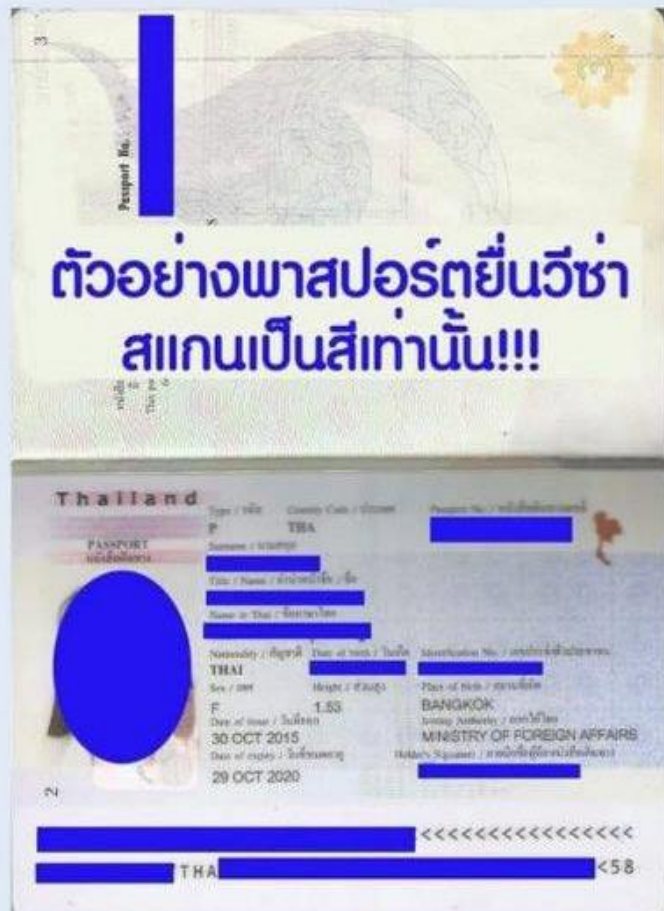 3
Passport No.
ตัวอย่างพาสปอร์ตยื่นวีซ่า
สแกนเป็นสีเท่านั้น!!!
Thailand
PASSPORT
หนังสือเดินทาง
Type / รหัส
Country Code / ประเทศ
Passport No. / หนังสือเดินทางเลขที่
P
THA
Surname / นามสกุล
Title / Name / คำนำหน้าชื่อ / ชื่อ
Name in Thai / ชื่อภาษาไทย
Nationality / สัญชาติ
Date of birth / วันเกิด
Identification No. / เลขประจำตัวประชาชน
THAI
Sex / เพศ
Height / ส่วนสูง
Place of birth / สถานที่เกิด
F
1.53
BANGKOK
Date of issue / วันที่ออก
Issuing Authority / ออกให้โดย
30 OCT 2015
MINISTRY OF FOREIGN AFFAIRS
Date of expiry / วันที่หมดอายุ
Holder's Signature / ลายมือชื่อผู้ถือหนังสือเดินทาง
29 OCT 2020
2
<<<<<<<<<<<<<<<<<
THA
<58